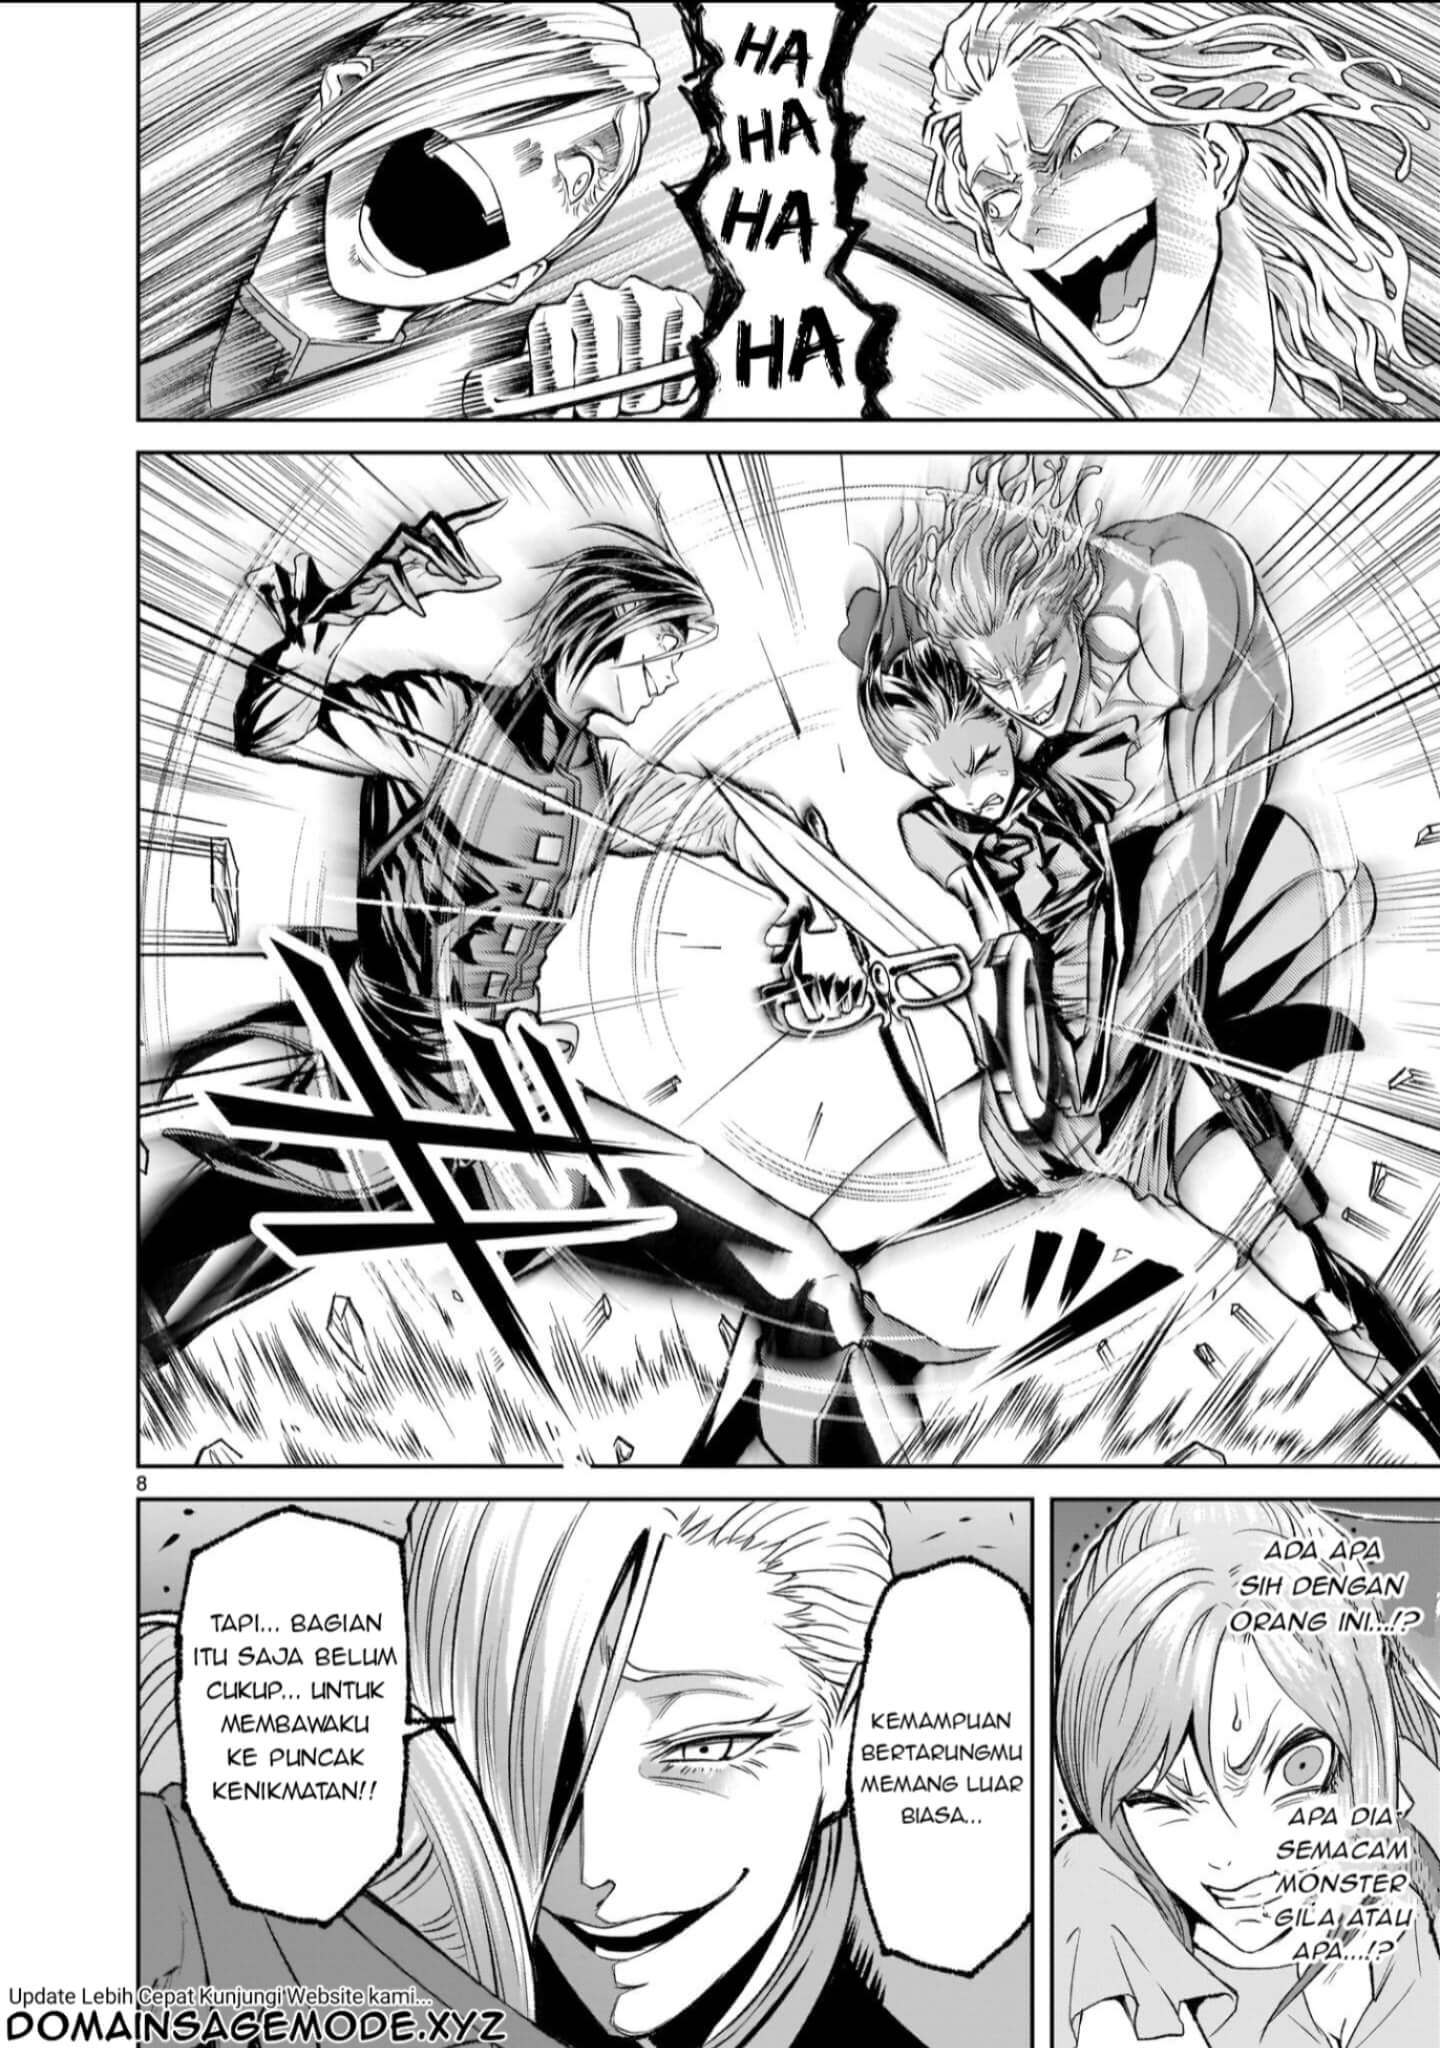 HA
HA
HA
HA
ギギ
8
ADA APA
SIH DENGAN
ORANG INI...!?
APA DIA
SEMACAM
MONSTER
GILA ATAU
APA...!?
KEMAMPUAN
BERTARUNGMU
MEMANG LUAR
BIASA...
TAPI... BAGIAN
ITU SAJA BELUM
CUKUP... UNTUK
MEMBAWAKU
KE PUNCAK
KENIKMATAN!!
Update Lebih Cepat Kunjungi Website kami...
DOMAINSAGEMODE.XYZ